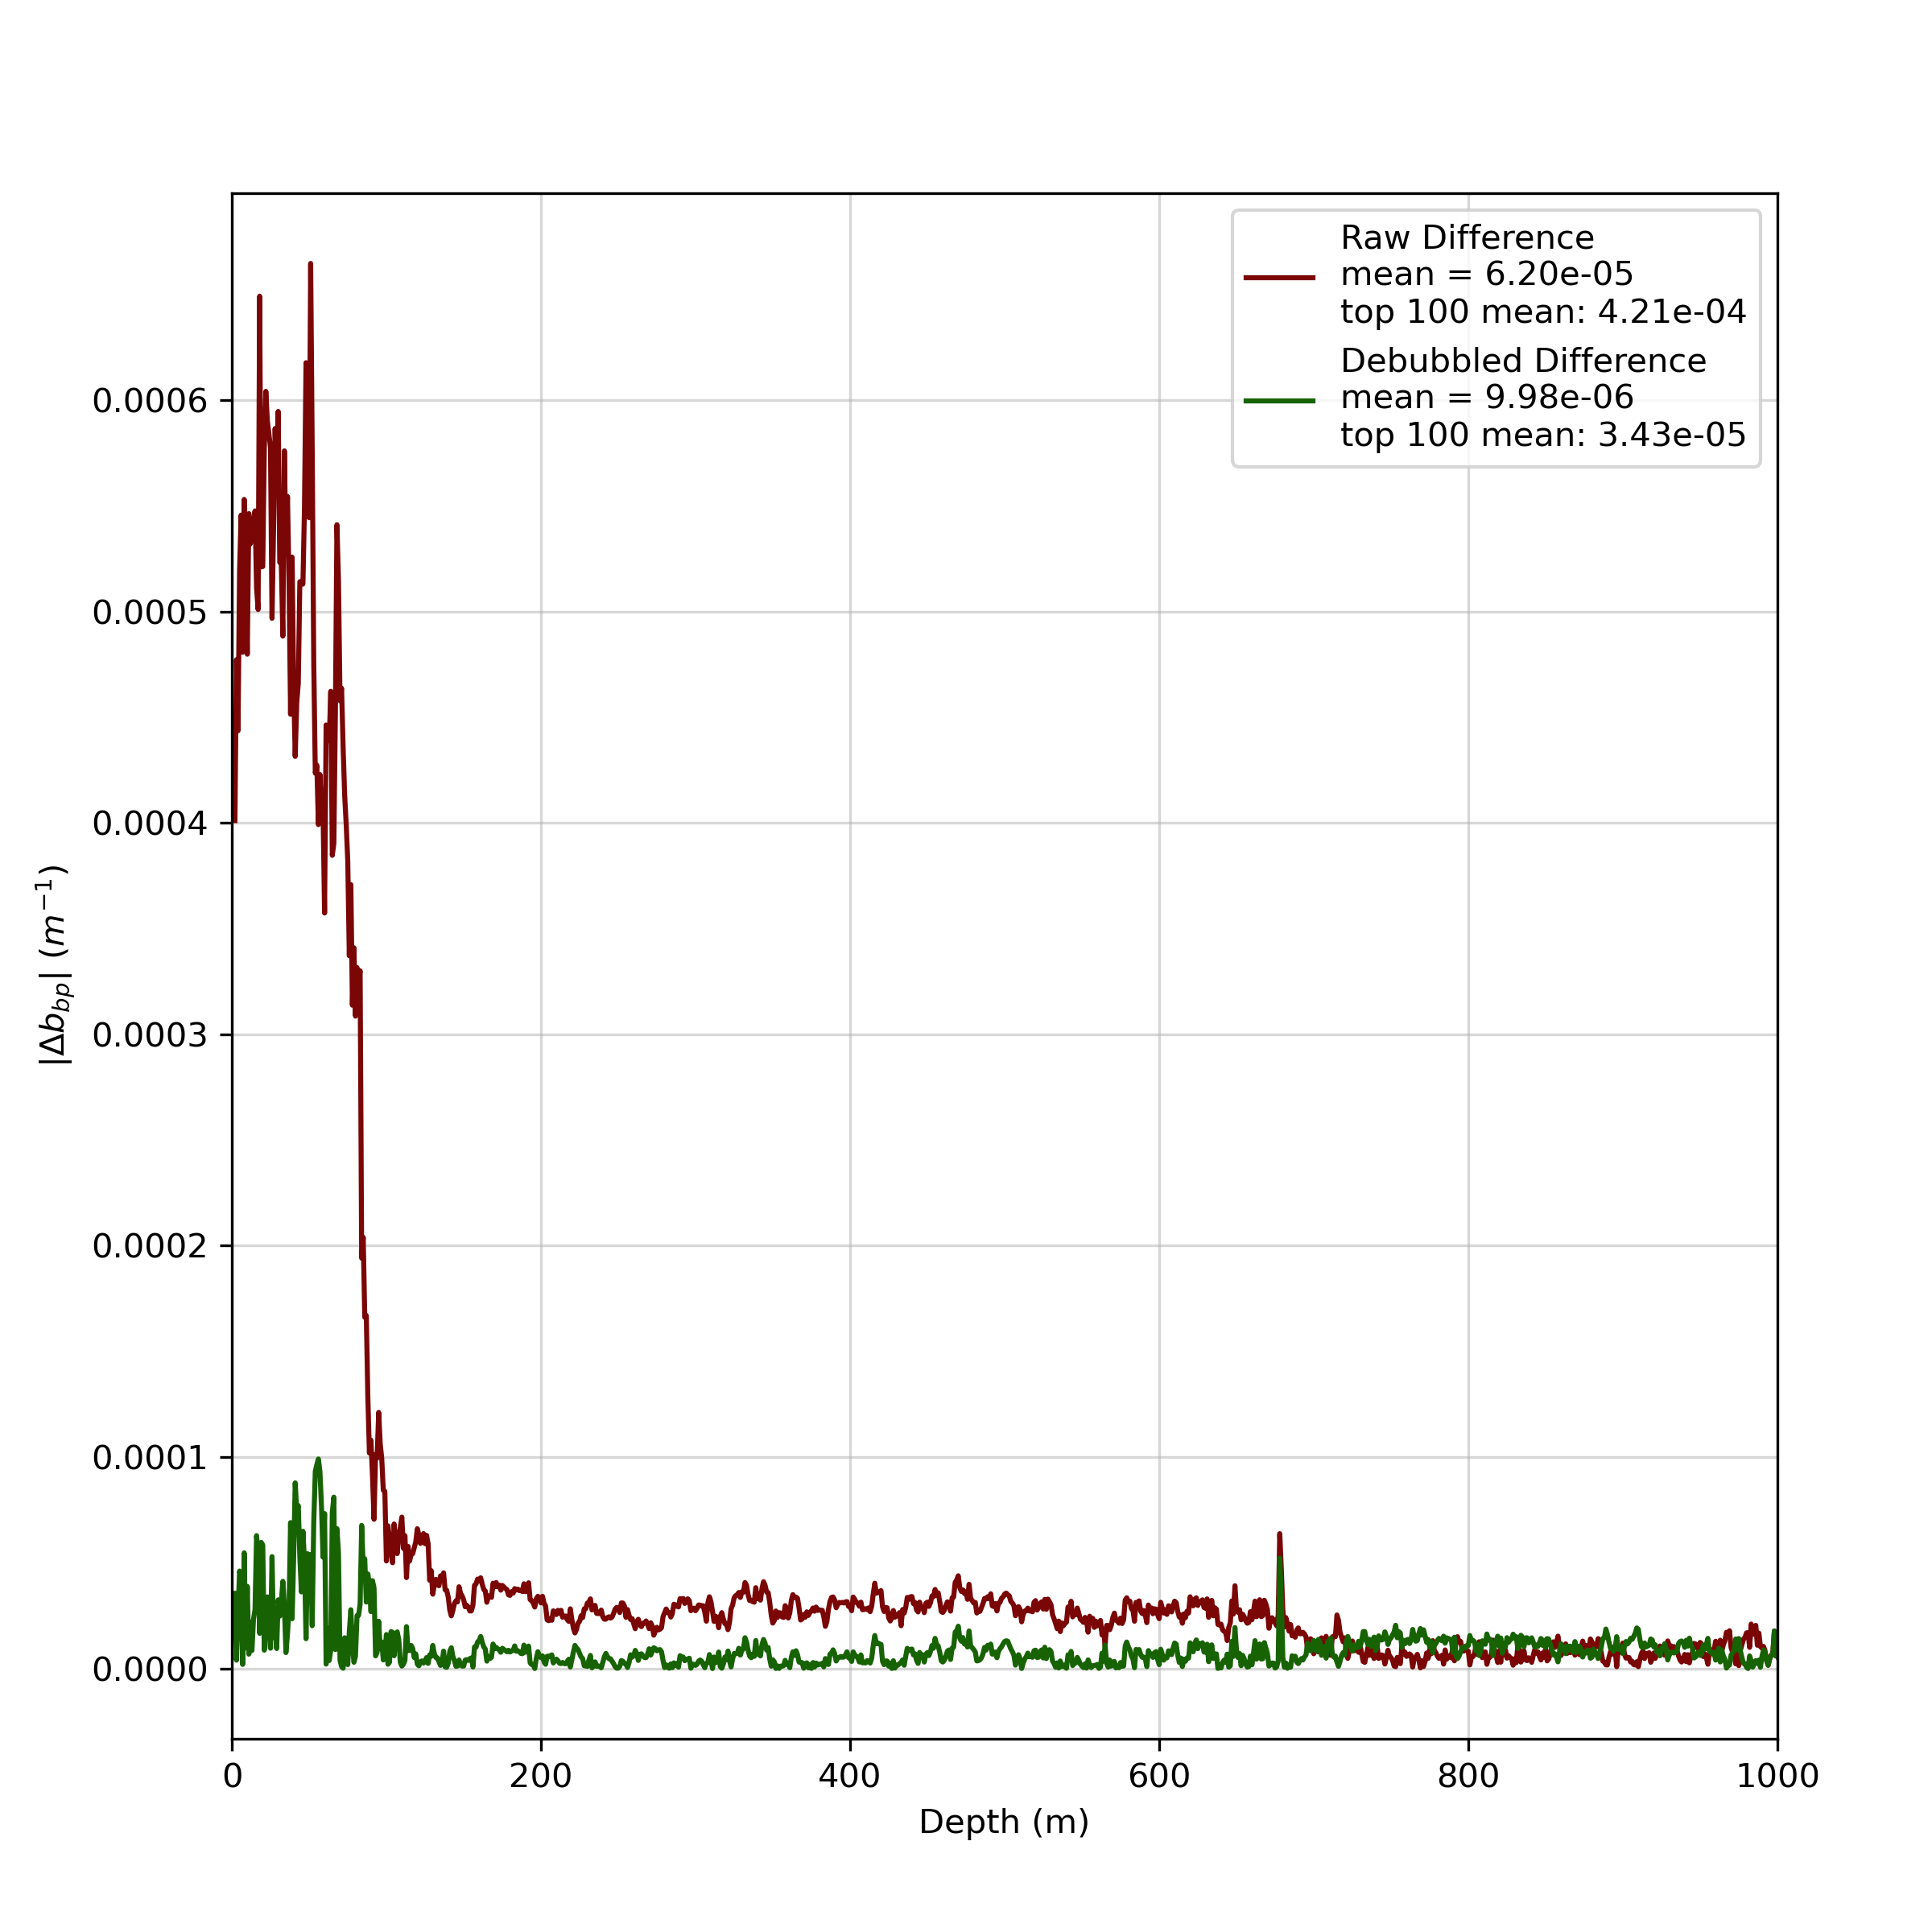 Raw Difference
mean = 6.20e-05
top 100 mean: 4.21e-04
Debubbled Difference
mean = 9.98e-06
top 100 mean: 3.43e-05
0.0006
0.0005
0.0004
0.0003
0.0002
0.0001
0.0000
|Δb_{bp}| (m^{-1})
0 200 400 600 800 1000
Depth (m)